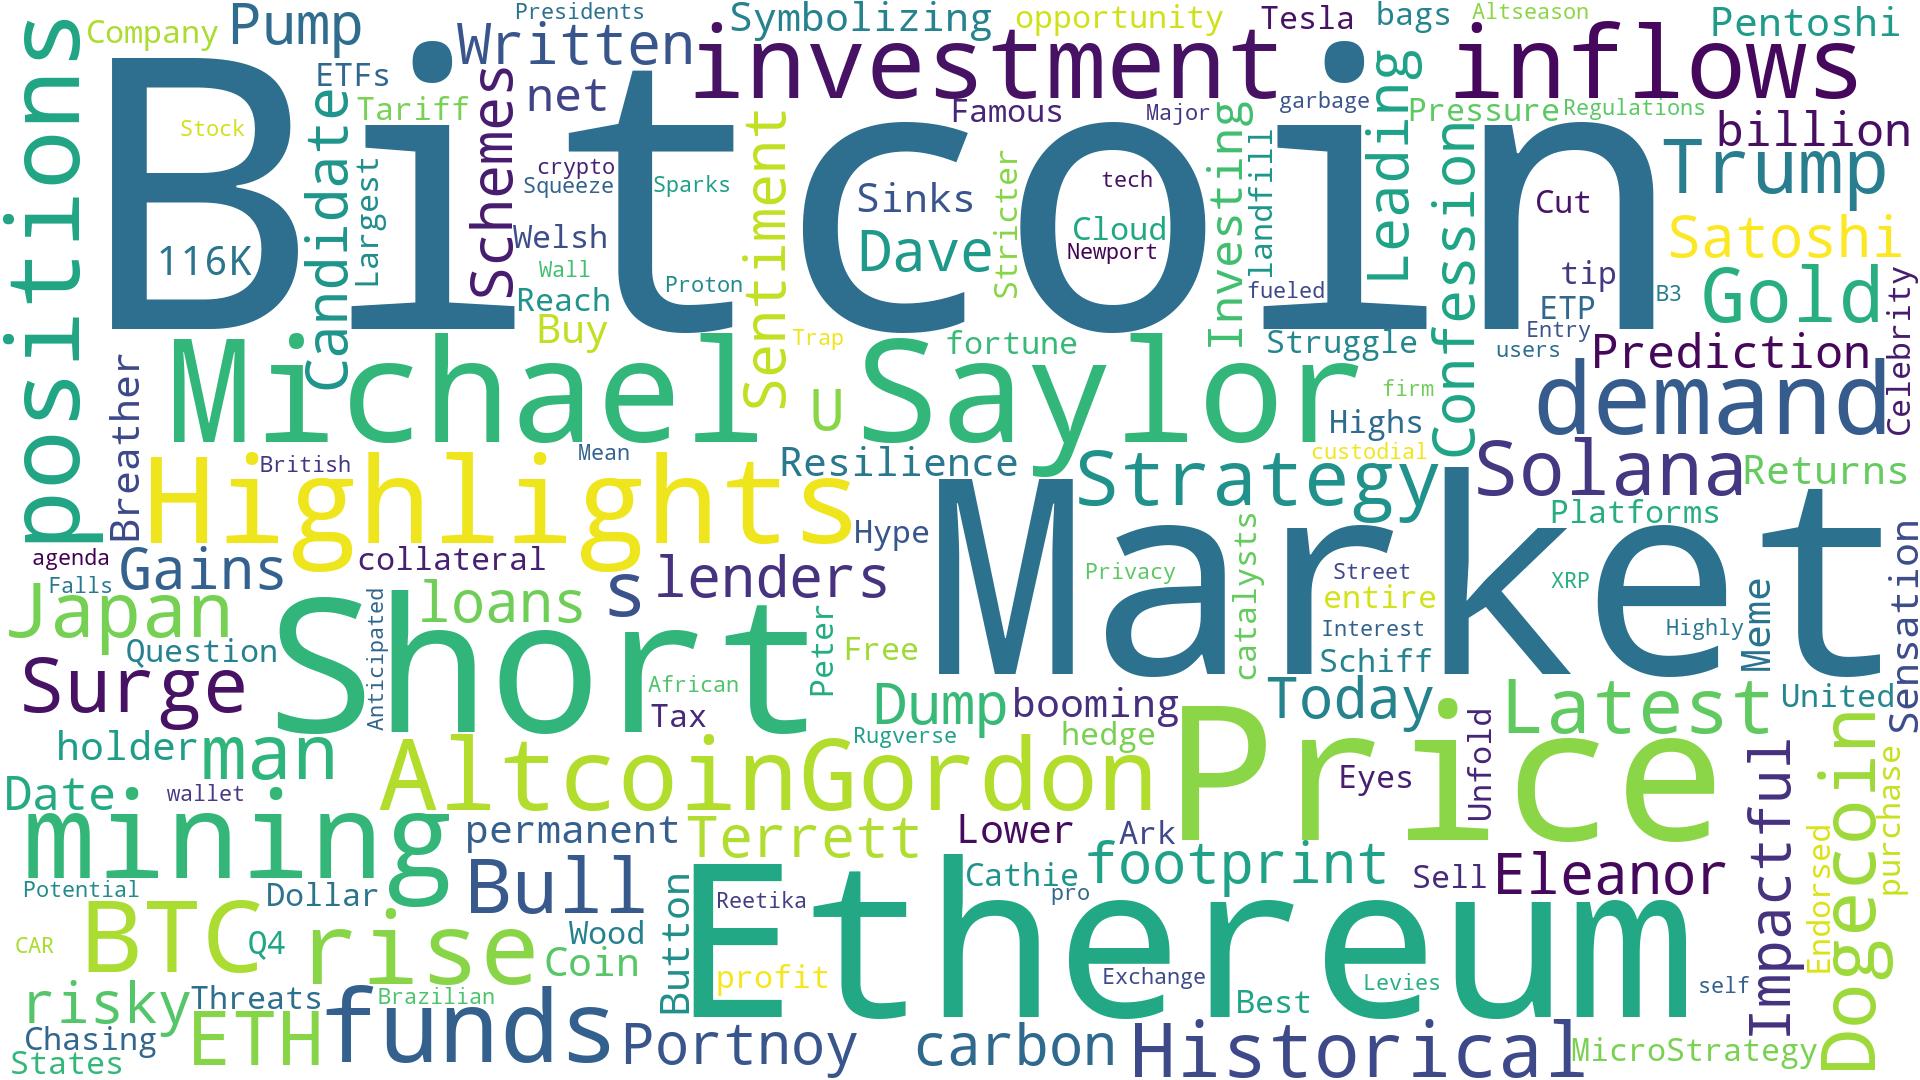 Bitcoin
Market
Ethereum
Price
Short
Michael Saylor
Highlights
AltcoinGordon
mining
investment
inflows
positions
funds
demand
BTC
rise
Historical
Strategy
Trump
Gold
Solana
Satoshi
Dogecoin
Latest
Surge
Japan
Gains
ETH
Bull
Dave
Portnoy
carbon
footprint
Eleanor
Terrett
Today
Dump
Pump
Written
Schemes
Candidate
Sentiment
Leading
Confession
Investing
Impactful
Sensation
billion
Prediction
lenders
loans
s
man
risky
Date
holder
net
Company
ETFs
Tariff
Presidents
Symbolizing
opportunity
Tesla
bags
Altseason
Pentoshi
Famous
Major
garbage
Pressure
Regulations
Stock
116K
Largest
crypto
Squeeze
Sparks
Welsh
Wall
Proton
Reach
Buy
Sinks
Stricter
tech
Cloud
Newport
landfill
fueled
Cut
tip
ETP
Entry
users
B3
Celebrity
Trap
fortune
Struggle
firm
Highs
custodial
U
Breather
British
Mean
Resilience
Hype
Returns
Platforms
agenda
Falls
collateral
Anticipated
Question
African
Tax
Peter
Free
Privacy
catalysts
Street
entire
Interest
Schiff
XRP
Highly
Meme
United
booming
Rugverse
hedge
Eyes
Unfold
wallet
permanent
Lower
Ark
Cathie
pro
Sell
Endorsed
purchase
Potential
Dollar
CAR
Q4
Wood
Coin
Button
Reetika
profit
Exchange
Best
Levies
self
Threats
Brazilian
Chasing
States
MicroStrategy